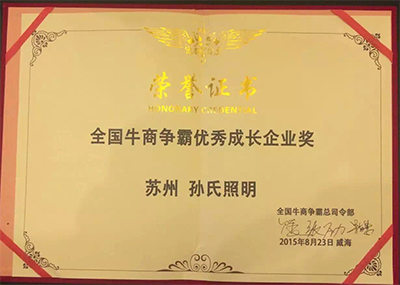 荣誉证书
HONORARY CREDENTIAL
全国牛商争霸优秀成长企业奖
苏州 孙氏照明
全国牛商争霸总司令部
2015年8月23日 威海